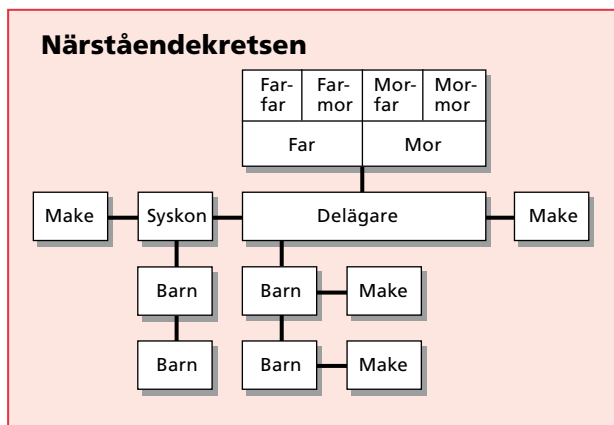 Närståendekretsen
Far- Far- Mor- Mor-
far mor far mor
Far Mor
Make Syskon Delägare Make
Barn Barn Make
Barn Barn Make